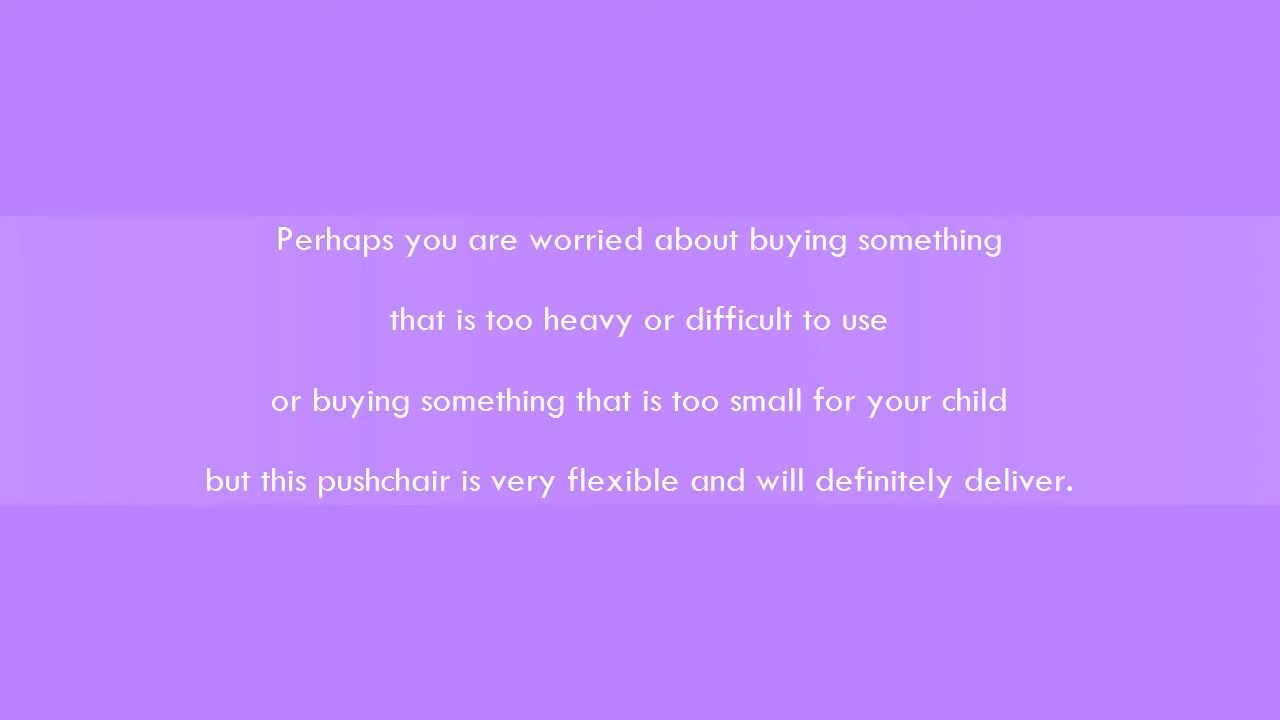 Perhaps you are worried about buying something
that is too heavy or difficult to use
or buying something that is too small for your child
but this pushchair is very flexible and will definitely deliver.